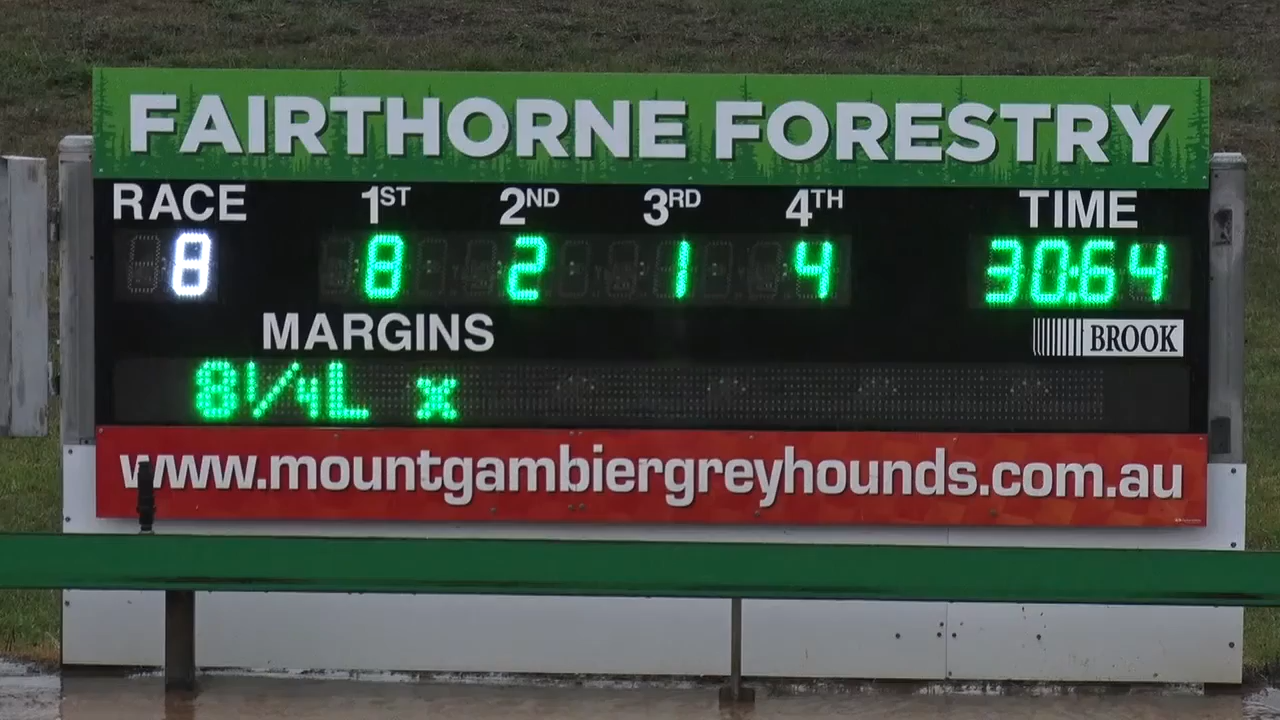 FAIRTHORNE FORESTRY
RACE 1ST 2ND 3RD 4TH TIME
8 8 2 1 4 30:64
MARGINS
BROOK
8¼L x
www.mountgambiergreyhounds.com.au